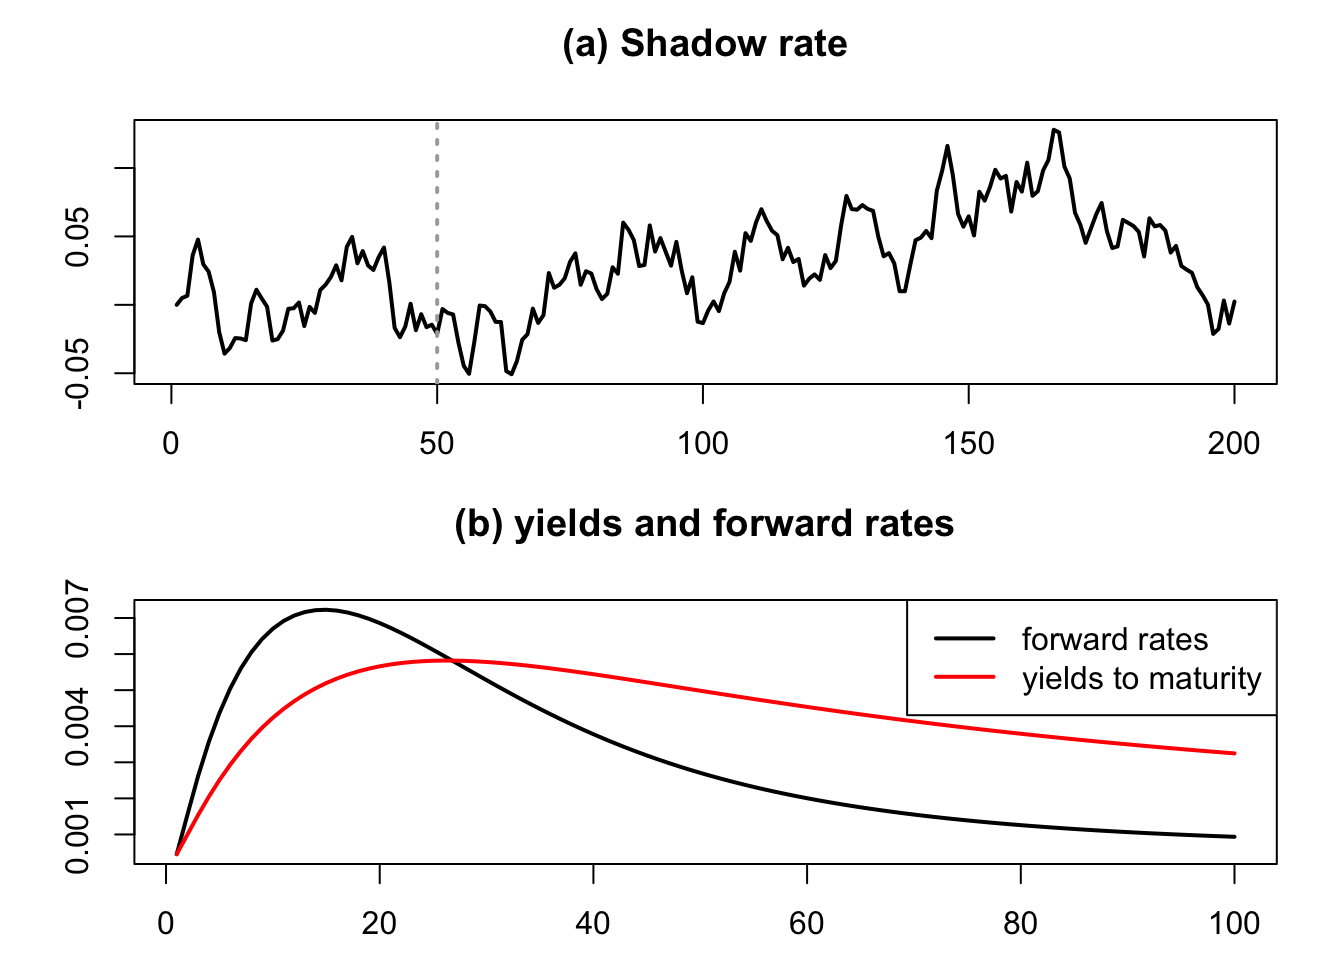 (a) Shadow rate
0.05
-0.05
0 50 100 150 200
(b) yields and forward rates
0.007
0.004
0.001
forward rates
yields to maturity
0 20 40 60 80 100